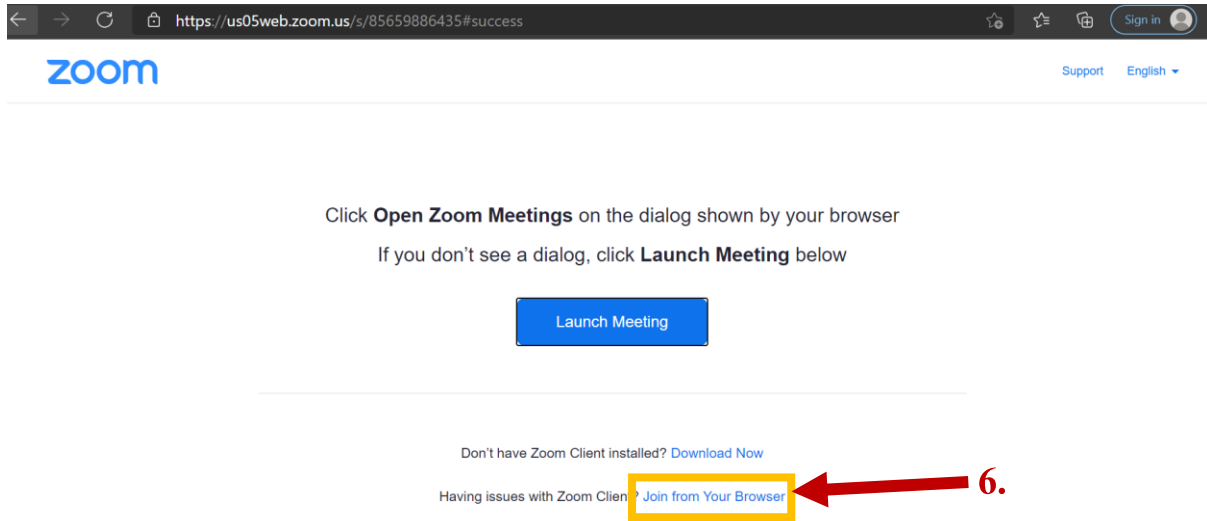 https://us05web.zoom.us/s/85659886435#success
Sign in
zoom
Support English
Click Open Zoom Meetings on the dialog shown by your browser
If you don't see a dialog, click Launch Meeting below
Launch Meeting
Don't have Zoom Client installed? Download Now
Having issues with Zoom Client? Join from Your Browser
6.